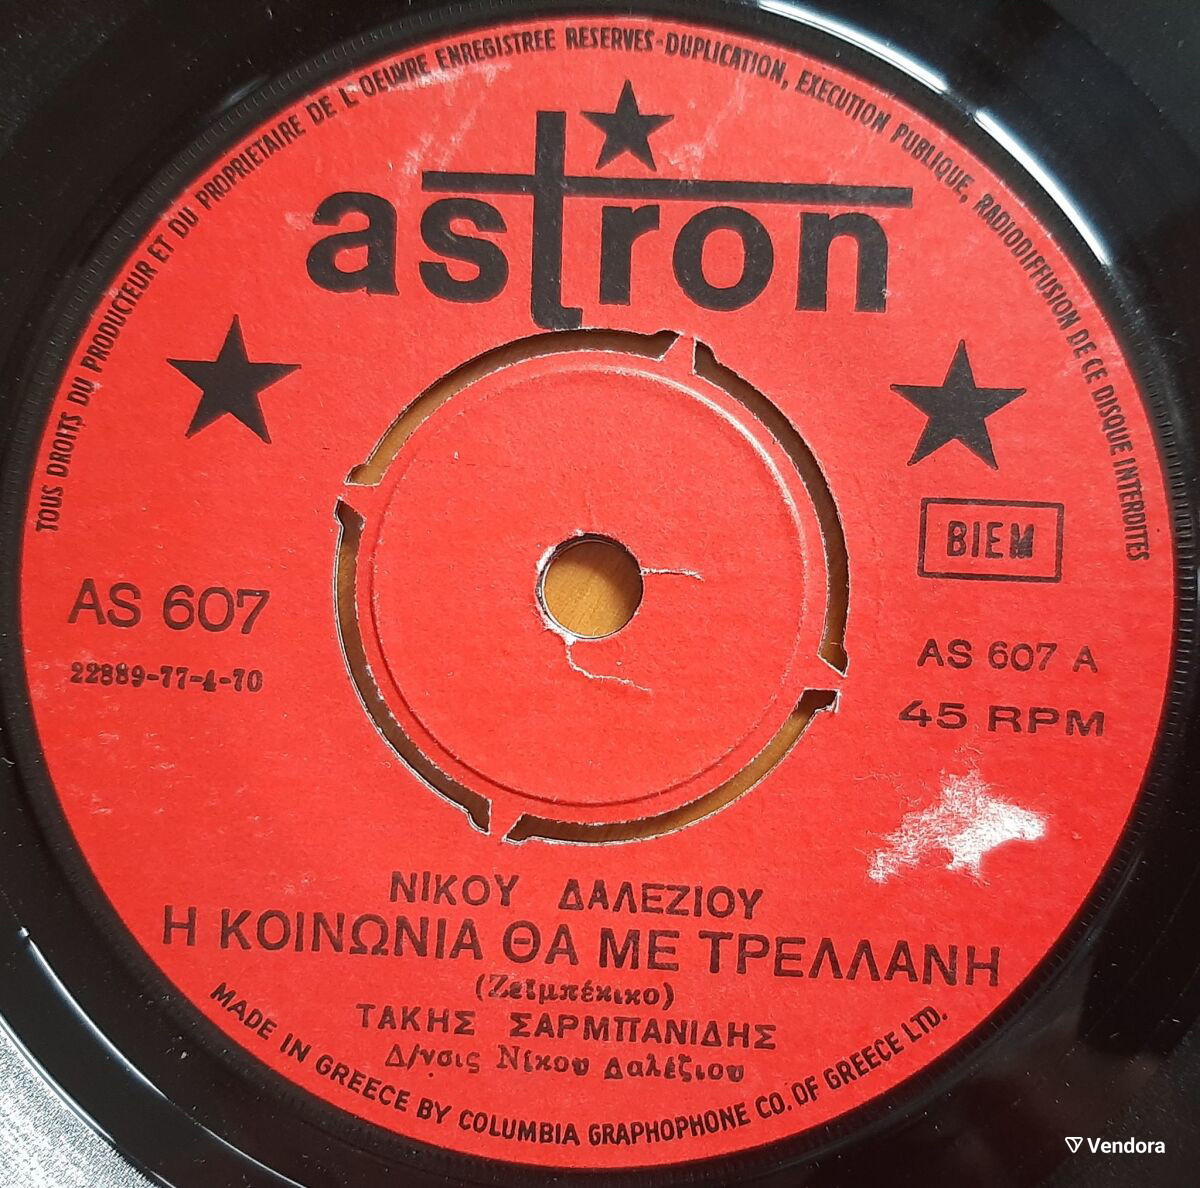 TOUS DROITS DU PRODUCTEUR ET DU PROPRIETAIRE DE L'OEUVRE ENREGISTREE RESERVES-DUPLICATION, EXECUTION PUBLIQUE, RADIODIFFUSION DE CE DISQUE INTERDITES
astron
BIEM
AS 607
22889-77-4-70
AS 607 A
45 RPM
ΝΙΚΟΥ ΔΑΛΕΖΙΟΥ
Η ΚΟΙΝΩΝΙΑ ΘΑ ΜΕ ΤΡΕΛΛΑΝΗ
(Ζεϊμπέκικο)
ΤΑΚΗΣ ΣΑΡΜΠΑΝΙΔΗΣ
Δ/νσις Νίκου Δαλέζιου
MADE IN GREECE BY COLUMBIA GRAPHOPHONE CO. OF GREECE LTD.
Vendora